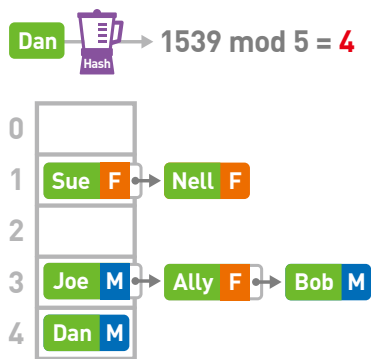 Dan Hash 1539 mod 5 = 4
0
1 Sue F Nell F
2
3 Joe M Ally F Bob M
4 Dan M